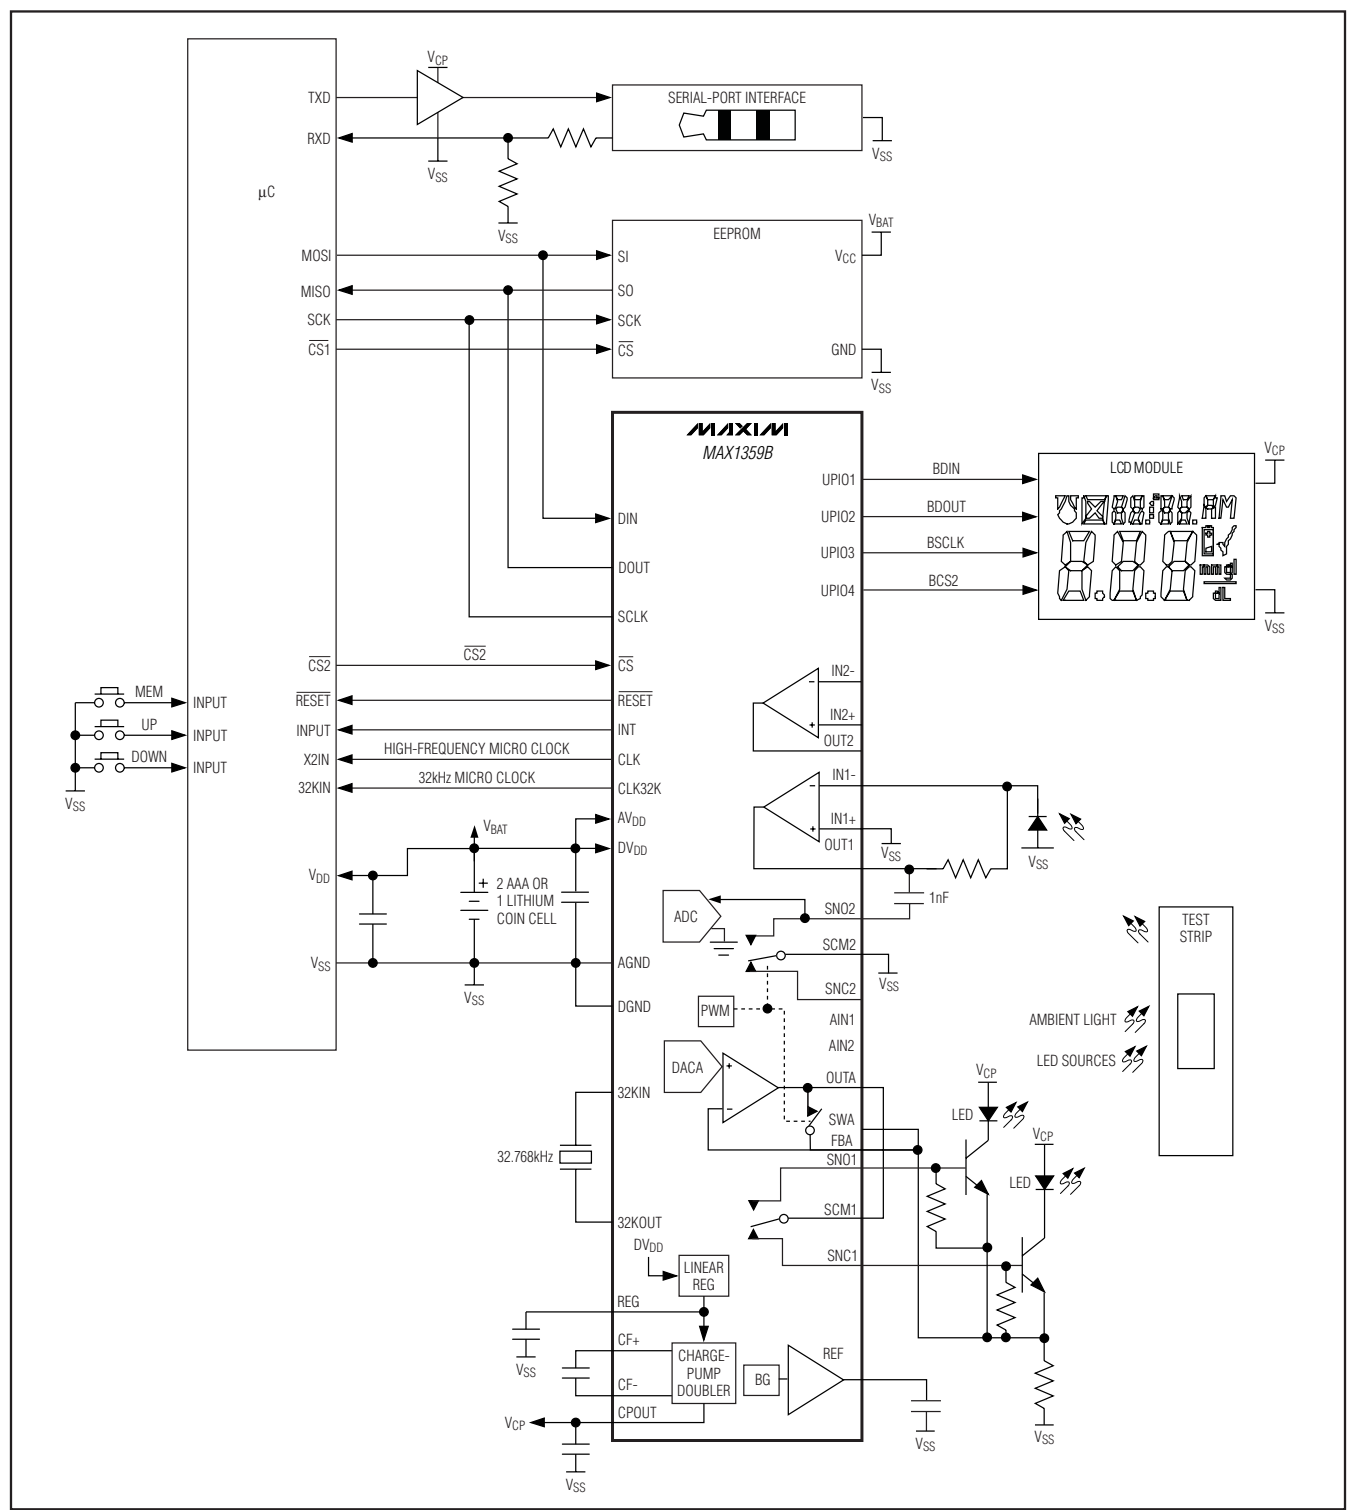 VCP
TXD
SERIAL-PORT INTERFACE
RXD
VSS
VSS
μC
VSS
VBAT
EEPROM
MOSI
SI
VCC
MISO
SO
SCK
SCK
CS1
CS
GND
VSS
MAXIM
MAX1359B
VCP
LCD MODULE
UPIO1
BDIN
88:88. AM
UPIO2
BDOUT
DIN
UPIO3
BSCLK
8.8.8
mmgl
dL
DOUT
UPIO4
BCS2
VSS
SCLK
CS2
CS2
CS
IN2-
MEM
INPUT
RESET
RESET
IN2+
UP
INPUT
INPUT
INT
OUT2
DOWN
INPUT
X2IN
HIGH-FREQUENCY MICRO CLOCK
CLK
IN1-
VSS
32KIN
32kHz MICRO CLOCK
CLK32K
AVDD
IN1+
VBAT
DVDD
OUT1
VSS
VSS
VDD
+ 2 AAA OR
1 LITHIUM
COIN CELL
1nF
ADC
SNO2
TEST
STRIP
SCM2
VSS
AGND
VSS
VSS
SNC2
DGND
PWM
AIN1
AMBIENT LIGHT
AIN2
LED SOURCES
DACA
OUTA
VCP
32KIN
SWA
LED
FBA
VCP
32.768kHz
SNO1
LED
SCM1
32KOUT
DVDD
SNC1
LINEAR
REG
REG
CF+
VSS
CHARGE-
PUMP
DOUBLER
REF
BG
CF-
CPOUT
VCP
VSS
VSS
VSS